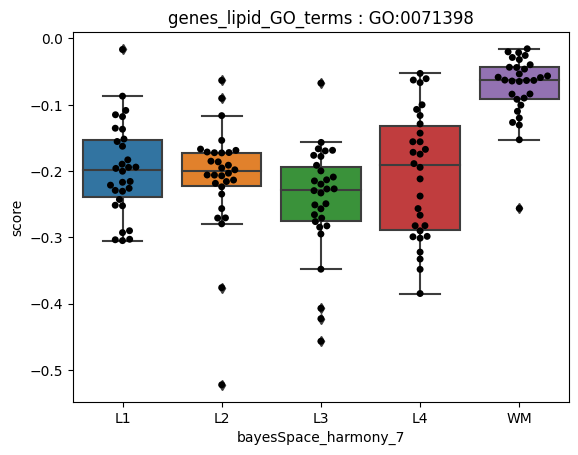 genes_lipid_GO_terms : GO:0071398
0.0
−0.1
−0.2
−0.3
−0.4
−0.5
score
L1 L2 L3 L4 WM
bayesSpace_harmony_7